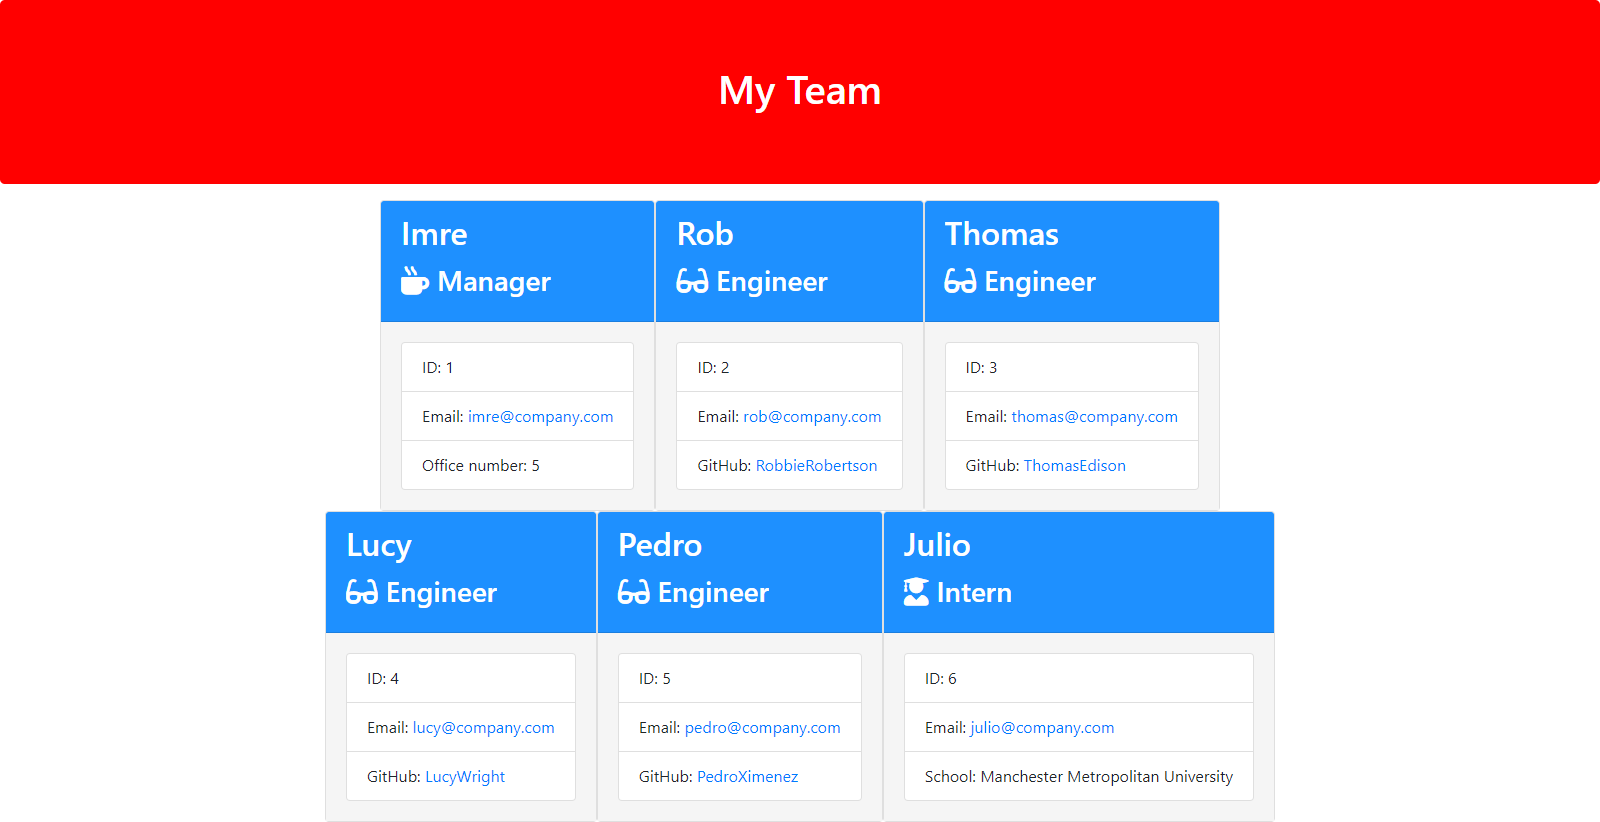 My Team
Imre
Manager
ID: 1
Email: imre@company.com
Office number: 5
Rob
Engineer
ID: 2
Email: rob@company.com
GitHub: RobbieRobertson
Thomas
Engineer
ID: 3
Email: thomas@company.com
GitHub: ThomasEdison
Lucy
Engineer
ID: 4
Email: lucy@company.com
GitHub: LucyWright
Pedro
Engineer
ID: 5
Email: pedro@company.com
GitHub: PedroXimenez
Julio
Intern
ID: 6
Email: julio@company.com
School: Manchester Metropolitan University